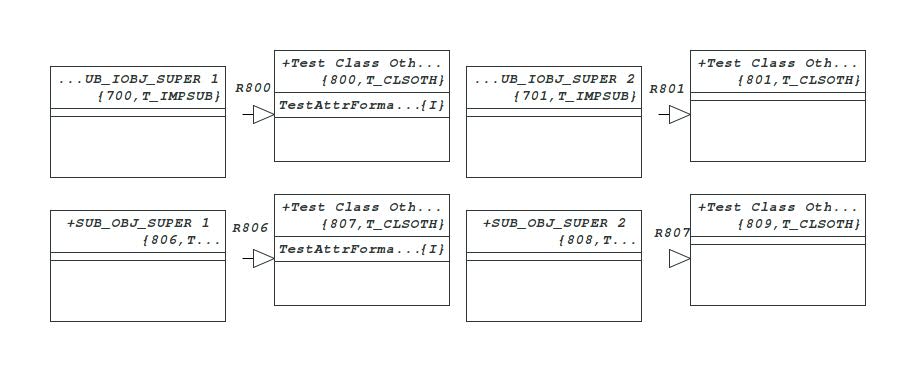 ...UB_IOBJ_SUPER 1
{700,T_IMPSUB}
R800
+Test Class Oth...
{800,T_CLSOTH}
TestAttrForma...{I}
...UB_IOBJ_SUPER 2
{701,T_IMPSUB}
R801
+Test Class Oth...
{801,T_CLSOTH}
+SUB_OBJ_SUPER 1
{806,T...
R806
+Test Class Oth...
{807,T_CLSOTH}
TestAttrForma...{I}
+SUB_OBJ_SUPER 2
{808,T...
R807
+Test Class Oth...
{809,T_CLSOTH}